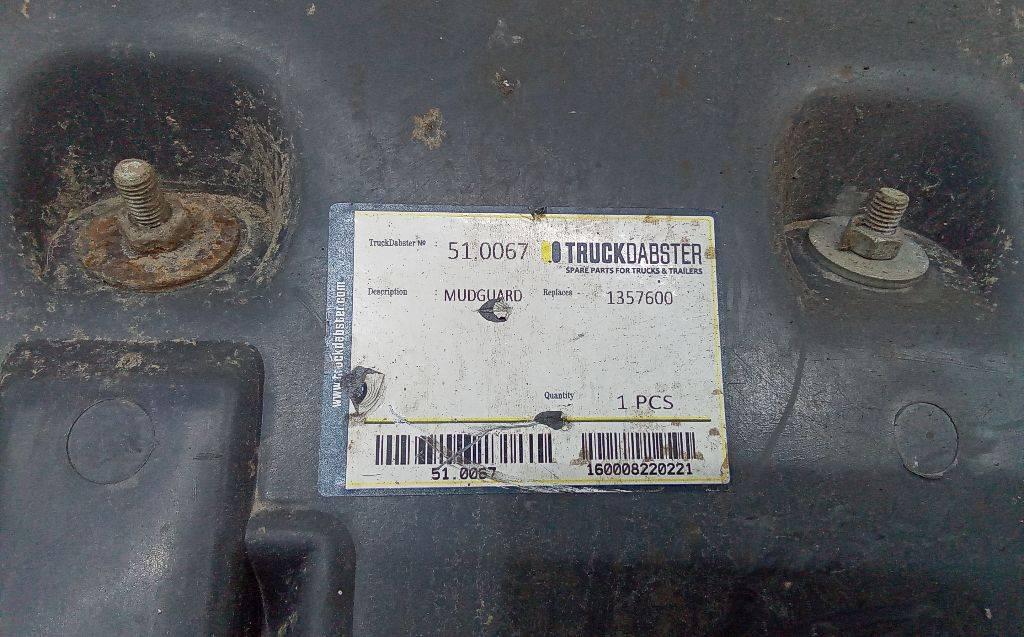 TruckDabster № : 51.0067
TRUCKDABSTER
SPARE PARTS FOR TRUCKS & TRAILERS
Description MUDGUARD Replaces 1357600
www.truckdabster.com
Quantity 1 PCS
51.0067 160008220221